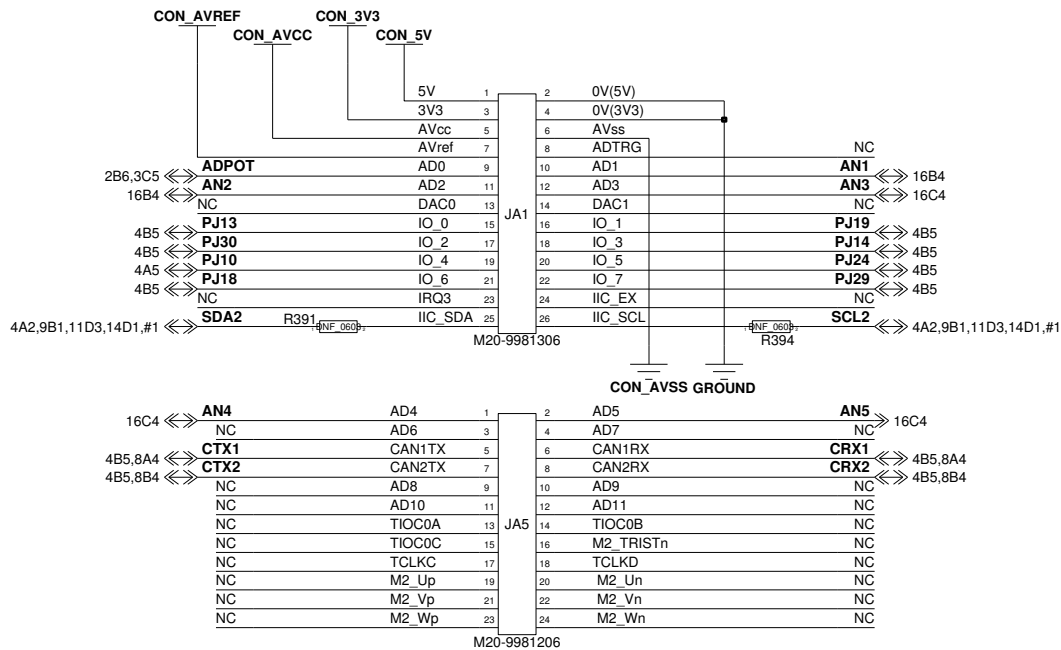 CON_AVREF CON_3V3
CON_AVCC CON_5V
5V 1 2 0V(5V)
3V3 3 4 0V(3V3)
AVcc 5 6 AVss
AVref 7 8 ADTRG NC
2B6,3C5 ADPOT AD0 9 10 AD1 AN1 16B4
16B4 AN2 AD2 11 12 AD3 AN3 16C4
NC DAC0 13 JA1 14 DAC1 NC
4B5 PJ13 IO_0 15 16 IO_1 PJ19 4B5
4B5 PJ30 IO_2 17 18 IO_3 PJ14 4B5
4A5 PJ10 IO_4 19 20 IO_5 PJ24 4B5
4B5 PJ18 IO_6 21 22 IO_7 PJ29 4B5
NC IRQ3 23 24 IIC_EX NC
4A2,9B1,11D3,14D1,#1 SDA2 R391 1 DNF_0603 2 IIC_SDA 25 26 IIC_SCL 1 DNF_0603 2 SCL2 4A2,9B1,11D3,14D1,#1
M20-9981306 R394
CON_AVSS GROUND
16C4 AN4 AD4 1 2 AD5 AN5 16C4
NC AD6 3 4 AD7 NC
4B5,8A4 CTX1 CAN1TX 5 6 CAN1RX CRX1 4B5,8A4
4B5,8B4 CTX2 CAN2TX 7 8 CAN2RX CRX2 4B5,8B4
NC AD8 9 10 AD9 NC
NC AD10 11 12 AD11 NC
NC TIOC0A 13 JA5 14 TIOC0B NC
NC TIOC0C 15 16 M2_TRISTn NC
NC TCLKC 17 18 TCLKD NC
NC M2_Up 19 20 M2_Un NC
NC M2_Vp 21 22 M2_Vn NC
NC M2_Wp 23 24 M2_Wn NC
M20-9981206